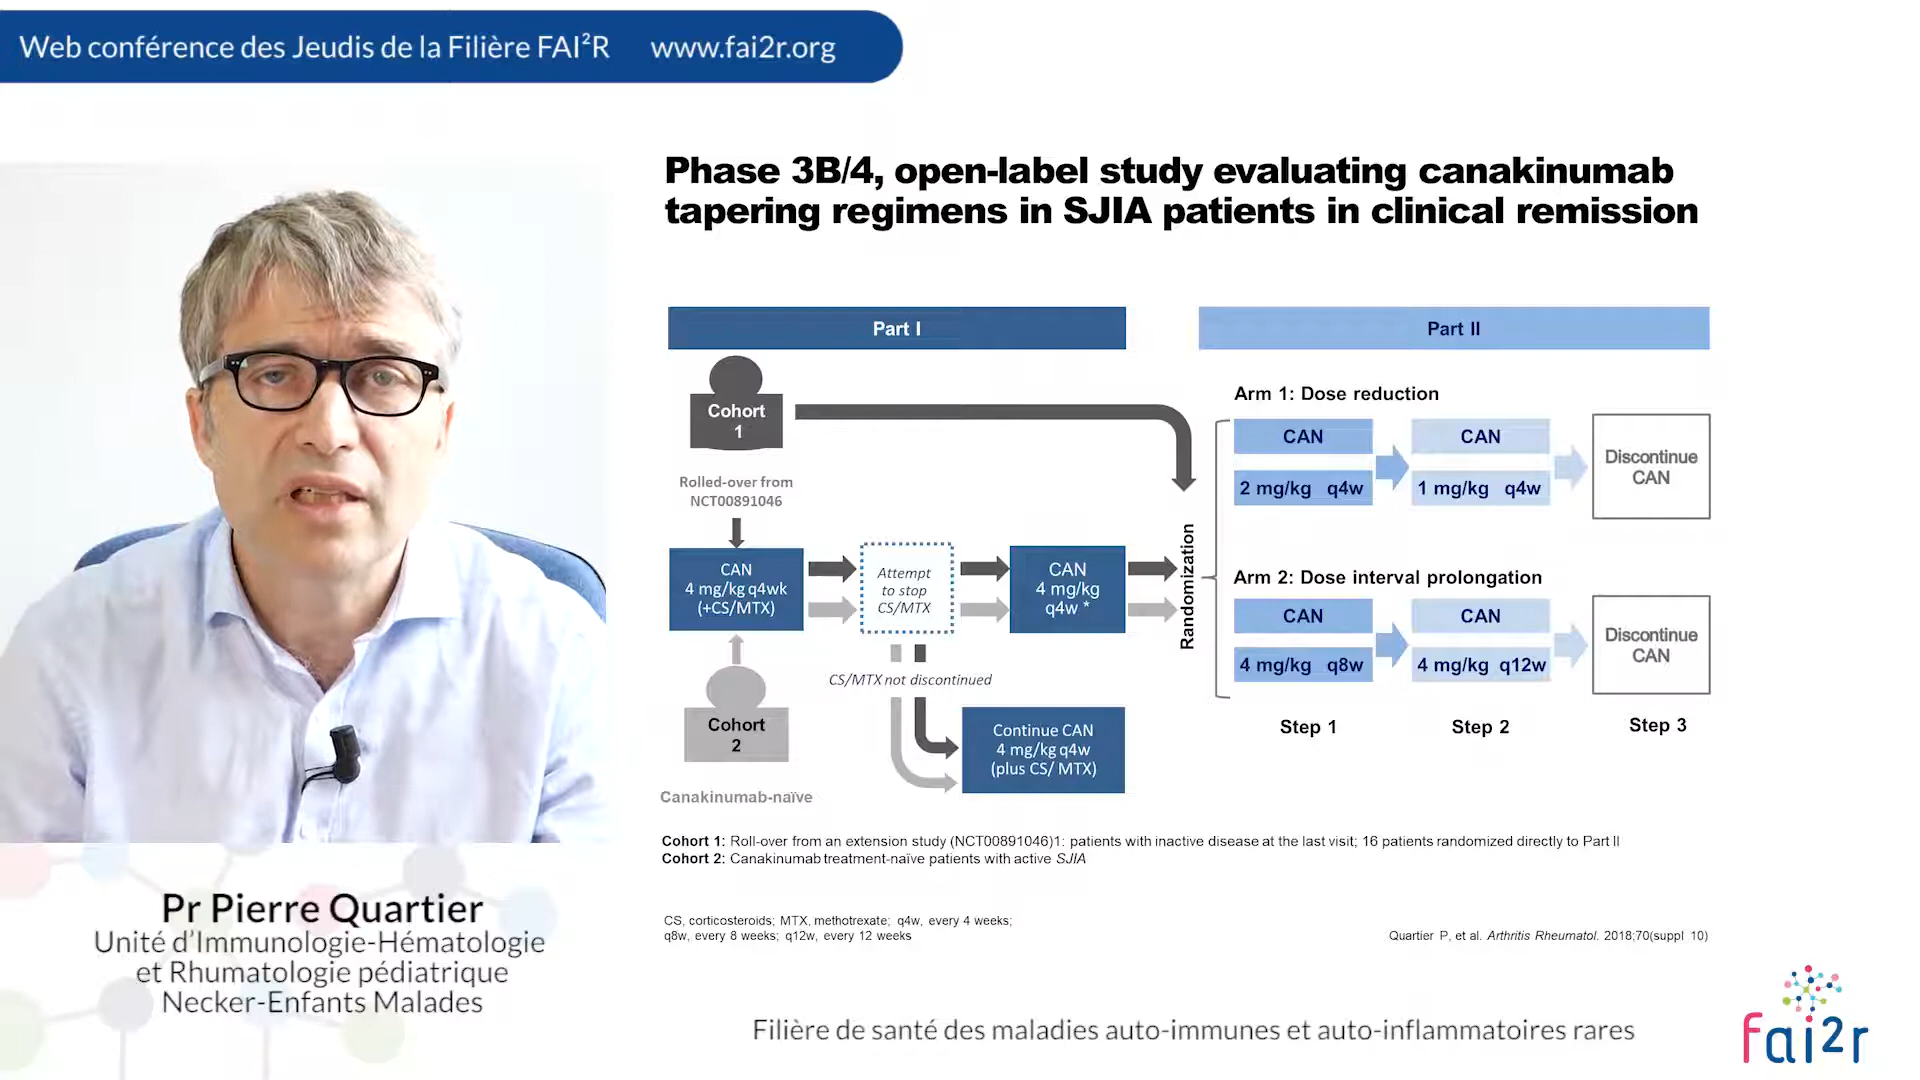 Web conférence des Jeudis de la Filière FAI²R www.fai2r.org
Phase 3B/4, open-label study evaluating canakinumab
tapering regimens in SJIA patients in clinical remission
Part I
Part II
Cohort
1
Rolled-over from
NCT00891046
CAN
4 mg/kg q4wk
(+CS/MTX)
Attempt
to stop
CS/MTX
CAN
4 mg/kg
q4w *
CS/MTX not discontinued
Continue CAN
4 mg/kg q4w
(plus CS/ MTX)
Cohort
2
Canakinumab-naïve
Randomization
Arm 1: Dose reduction
CAN
2 mg/kg q4w
CAN
1 mg/kg q4w
Discontinue
CAN
Arm 2: Dose interval prolongation
CAN
4 mg/kg q8w
CAN
4 mg/kg q12w
Discontinue
CAN
Step 1
Step 2
Step 3
Cohort 1: Roll-over from an extension study (NCT00891046)1: patients with inactive disease at the last visit; 16 patients randomized directly to Part II
Cohort 2: Canakinumab treatment-naïve patients with active SJIA
CS, corticosteroids; MTX, methotrexate; q4w, every 4 weeks;
q8w, every 8 weeks; q12w, every 12 weeks
Quartier P, et al. Arthritis Rheumatol. 2018;70(suppl 10)
Pr Pierre Quartier
Unité d'Immunologie-Hématologie
et Rhumatologie pédiatrique
Necker-Enfants Malades
Filière de santé des maladies auto-immunes et auto-inflammatoires rares
fai2r